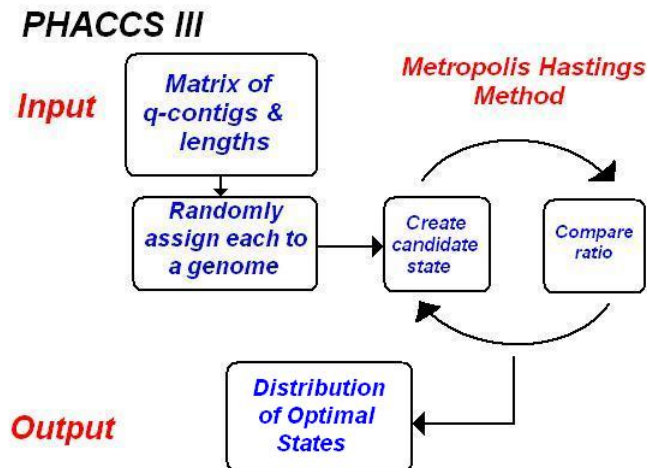 PHACCS III
Input
Matrix of
q-contigs &
lengths
Metropolis Hastings
Method
Randomly
assign each to
a genome
Create
candidate
state
Compare
ratio
Output
Distribution
of Optimal
States